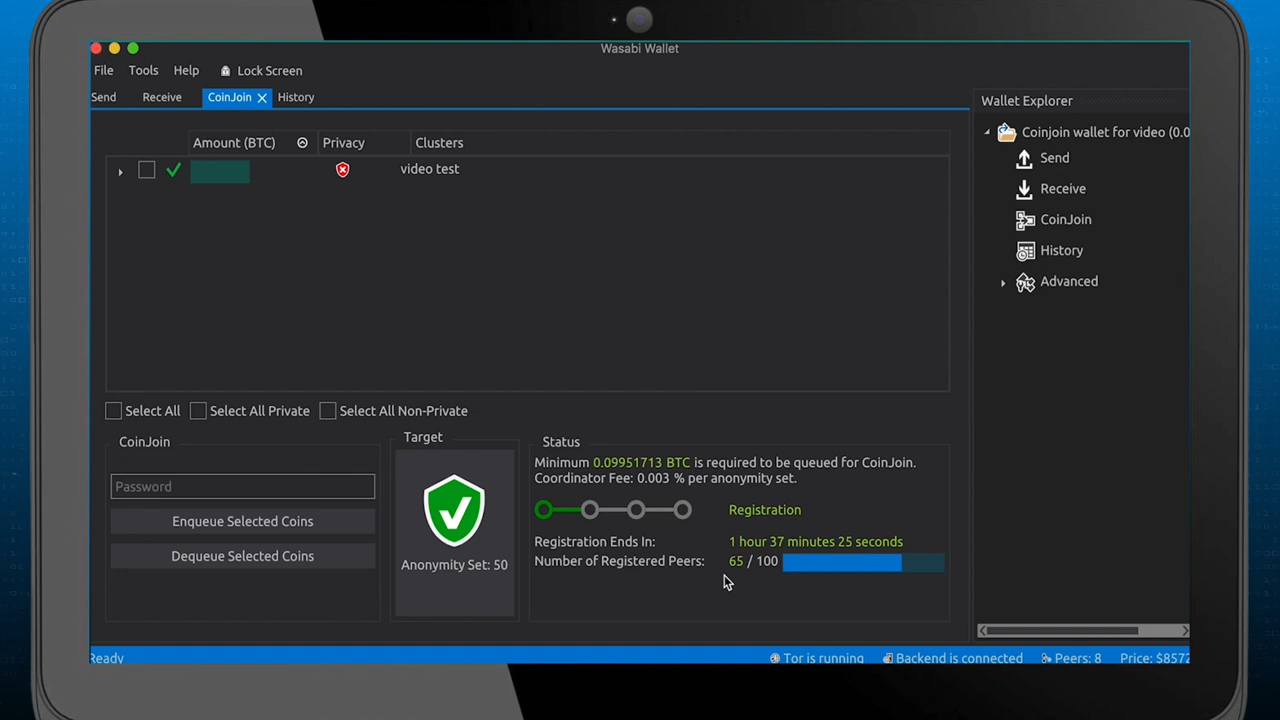 Wasabi Wallet
File Tools Help Lock Screen
Send Receive CoinJoin History
Wallet Explorer
Amount (BTC) Privacy Clusters
Coinjoin wallet for video (0.0
video test
Send
Receive
CoinJoin
History
Advanced
Select All Select All Private Select All Non-Private
CoinJoin
Password
Enqueue Selected Coins
Dequeue Selected Coins
Target
Anonymity Set: 50
Status
Minimum 0.09951713 BTC is required to be queued for CoinJoin.
Coordinator Fee: 0.003 % per anonymity set.
Registration
Registration Ends In: 1 hour 37 minutes 25 seconds
Number of Registered Peers: 65 / 100
Ready Tor is running Backend is connected Peers: 8 Price: $8572